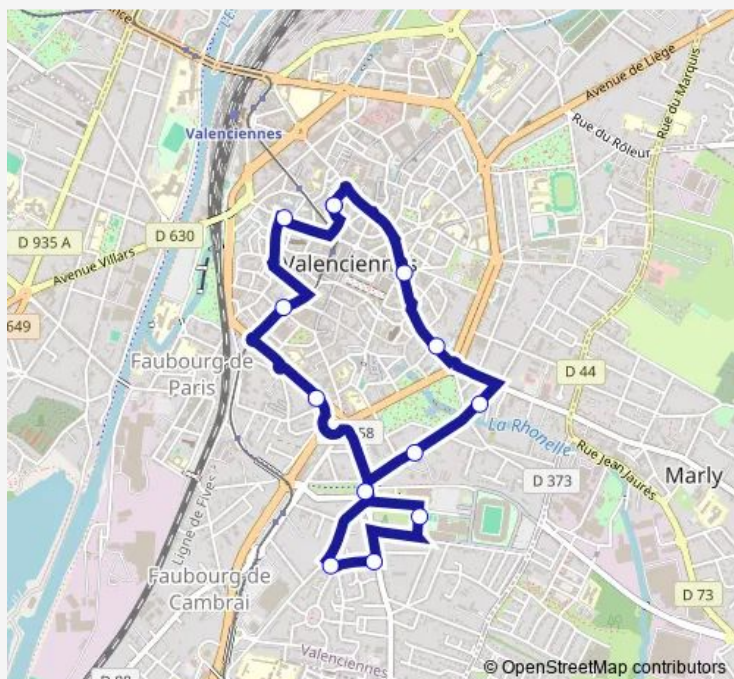 Avenue de Liège
Rue du Marquis
Valenciennes
Rue du Rôleur
D 630
D 935 A
Avenue Villars
Valenciennes
649
Faubourg de
Paris
D 44
58
La Rhonelle
Rue Jean Jaurès
Marly
D 373
Ligne de Fives
Faubourg de
Cambrai
D 73
Valenciennes
© OpenStreetMap contributors